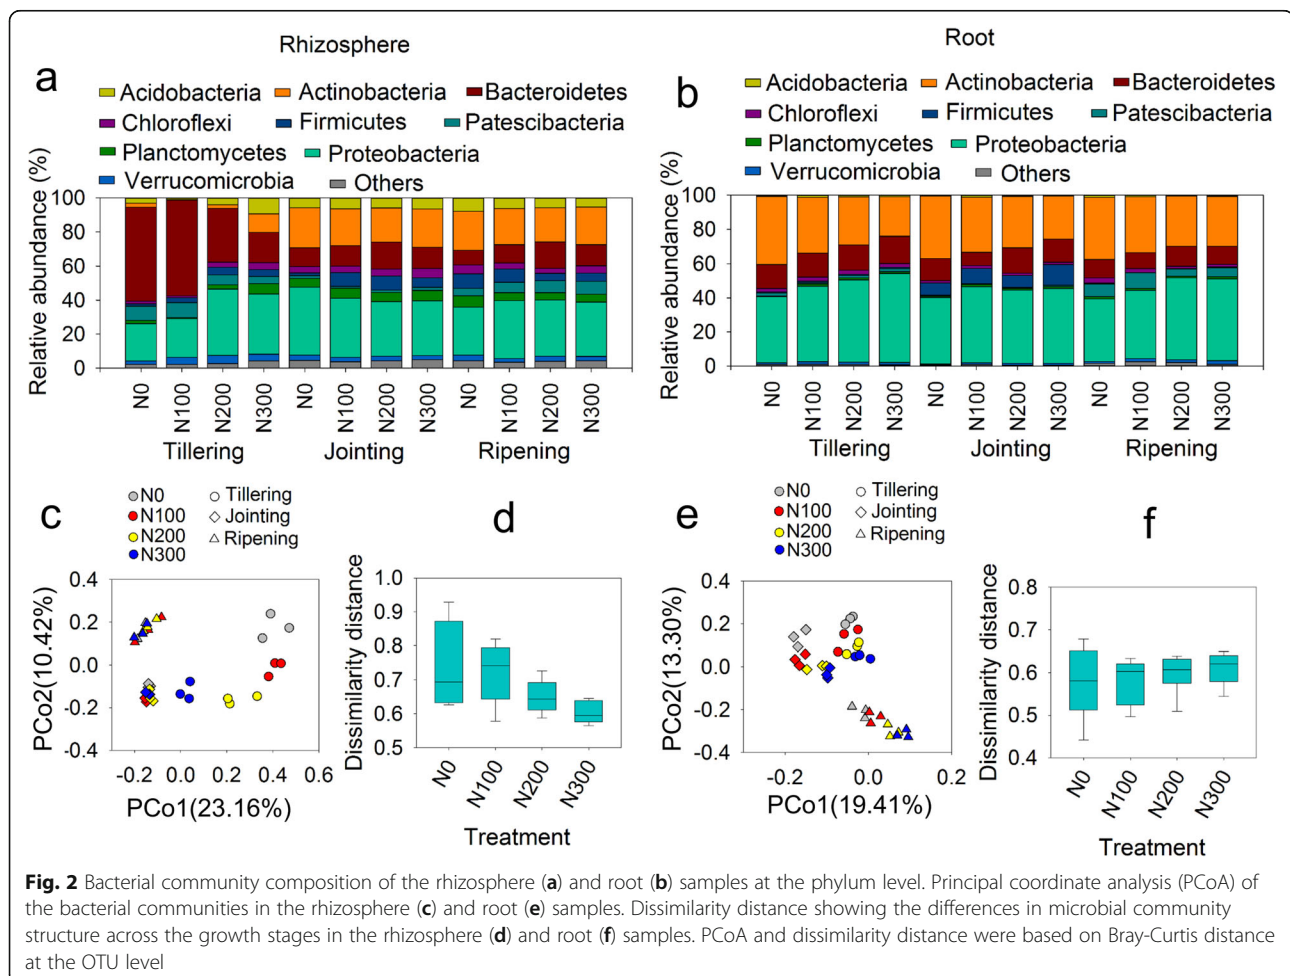 Rhizosphere
a
Acidobacteria Actinobacteria Bacteroidetes
Chloroflexi Firmicutes Patescibacteria
Planctomycetes Proteobacteria
Verrucomicrobia Others
Relative abundance (%)
100
80
60
40
20
0
N0 N100 N200 N300 N0 N100 N200 N300 N0 N100 N200 N300
Tillering Jointing Ripening
Root
b
Acidobacteria Actinobacteria Bacteroidetes
Chloroflexi Firmicutes Patescibacteria
Planctomycetes Proteobacteria
Verrucomicrobia Others
Relative abundance (%)
100
80
60
40
20
0
N0 N100 N200 N300 N0 N100 N200 N300 N0 N100 N200 N300
Tillering Jointing Ripening
c
N0 Tillering
N100 Jointing
N200 Ripening
N300
PCo2(10.42%)
0.4
0.2
0.0
-0.2
-0.4
-0.2 0.0 0.2 0.4 0.6
PCo1(23.16%)
d
Dissimilarity distance
1.0
0.9
0.8
0.7
0.6
0.5
N0 N100 N200 N300
Treatment
e
N0 Tillering
N100 Jointing
N200 Ripening
N300
PCo2(13.30%)
0.4
0.2
0.0
-0.2
-0.4
-0.2 0.0 0.2
PCo1(19.41%)
f
Dissimilarity distance
0.8
0.7
0.6
0.5
0.4
N0 N100 N200 N300
Treatment
Fig. 2 Bacterial community composition of the rhizosphere (a) and root (b) samples at the phylum level. Principal coordinate analysis (PCoA) of
the bacterial communities in the rhizosphere (c) and root (e) samples. Dissimilarity distance showing the differences in microbial community
structure across the growth stages in the rhizosphere (d) and root (f) samples. PCoA and dissimilarity distance were based on Bray-Curtis distance
at the OTU level